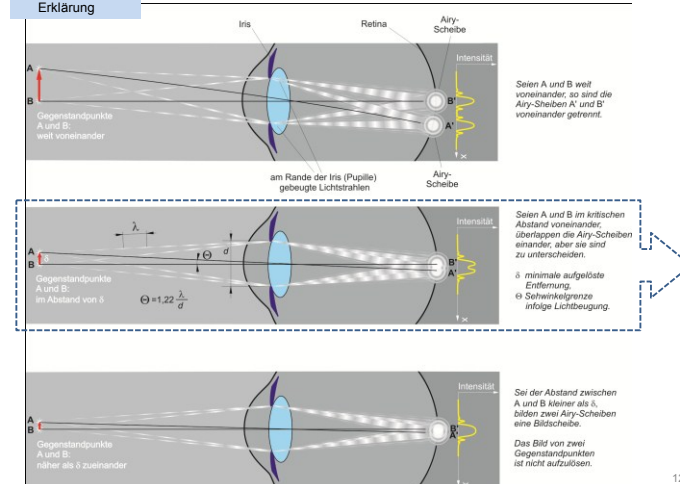 Erklärung
Iris
Retina
Airy-
Scheibe
Intensität
A
B
B'
A'
Gegenstandpunkte
A und B:
weit voneinander
x
am Rande der Iris (Pupille)
gebeugte Lichtstrahlen
Airy-
Scheibe
Seien A und B weit
voneinander, so sind die
Airy-Sheiben A' und B'
voneinander getrennt.
λ
Intensität
A
B
δ
Θ
d
B'
A'
Gegenstandpunkte
A und B:
im Abstand von δ
Θ=1,22 λ/d
x
Seien A und B im kritischen
Abstand voneinander,
überlappen die Airy-Scheiben
einander, aber sie sind
zu unterscheiden.
δ minimale aufgelöste
Entfernung,
Θ Sehwinkelgrenze
infolge Lichtbeugung.
Intensität
A
B
B'
A'
Gegenstandpunkte
A und B:
näher als δ zueinander
x
Sei der Abstand zwischen
A und B kleiner als δ,
bilden zwei Airy-Scheiben
eine Bildscheibe.
Das Bild von zwei
Gegenstandpunkten
ist nicht aufzulösen.